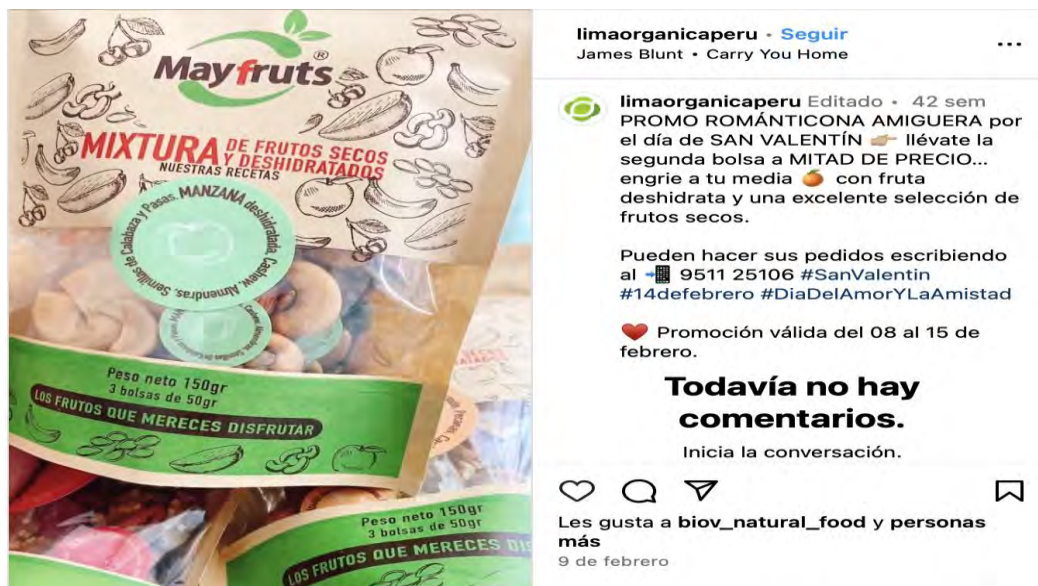 Mayfruts®
MIXTURA DE FRUTOS SECOS
Y DESHIDRATADOS
NUESTRAS RECETAS
MANZANA deshidratada, Cashew, Almendras, Semillas de Calabaza y Pasas.
Peso neto 150gr
3 bolsas de 50gr
LOS FRUTOS QUE MERECES DISFRUTAR
Peso neto 150gr
3 bolsas de 50gr
LOS FRUTOS QUE MERECES DIS
limaorganicaperu • Seguir
James Blunt • Carry You Home
limaorganicaperu Editado • 42 sem
PROMO ROMÁNTICONA AMIGUERA por
el día de SAN VALENTÍN 👉🏼 llévate la
segunda bolsa a MITAD DE PRECIO...
engrie a tu media 🍊 con fruta
deshidrata y una excelente selección de
frutos secos.
Pueden hacer sus pedidos escribiendo
al 📲 9511 25106 #SanValentin
#14defebrero #DiaDelAmorYLaAmistad
❤️ Promoción válida del 08 al 15 de
febrero.
Todavía no hay
comentarios.
Inicia la conversación.
Les gusta a biov_natural_food y personas
más
9 de febrero